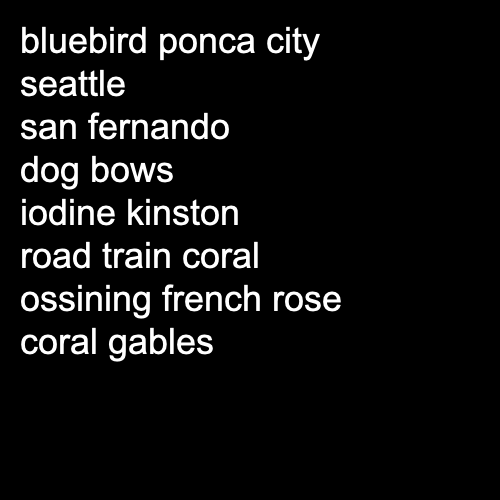 bluebird ponca city
seattle
san fernando
dog bows
iodine kinston
road train coral
ossining french rose
coral gables